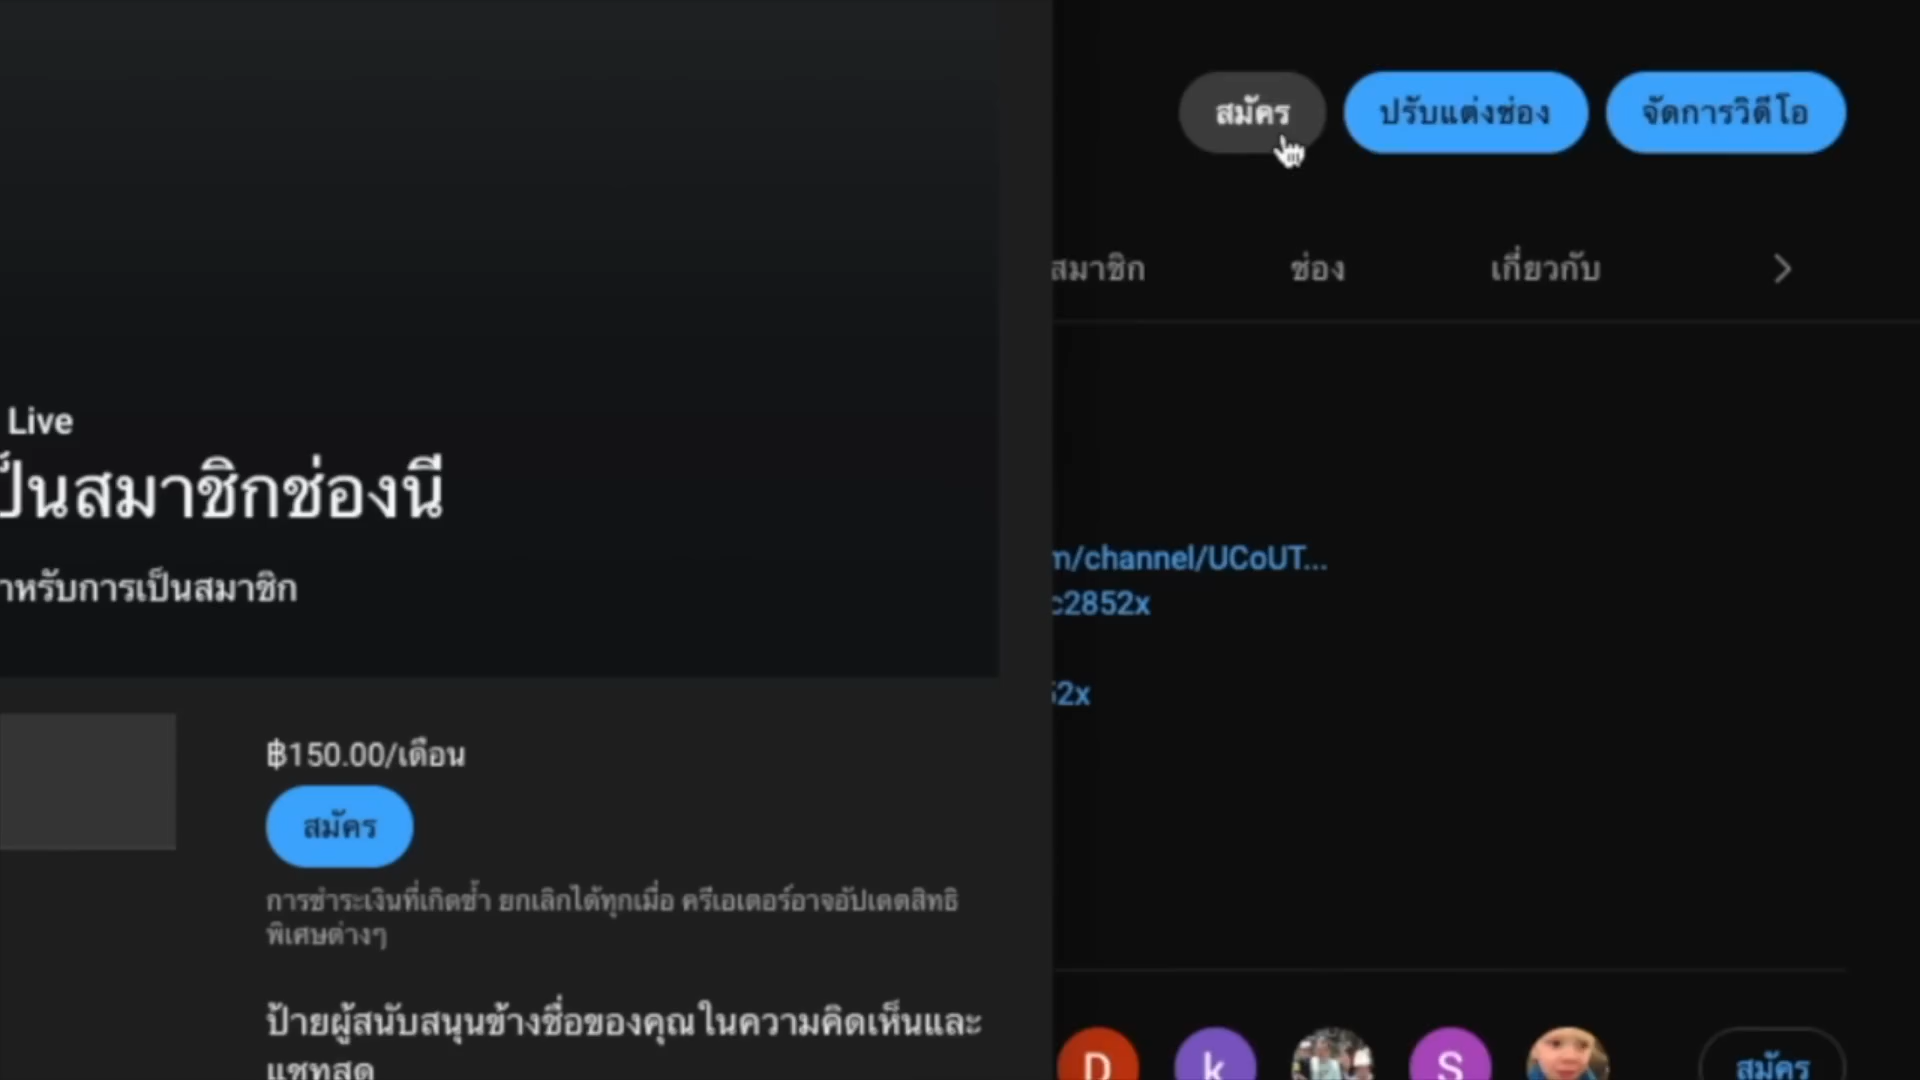 สมัคร
ปรับแต่งช่อง
จัดการวิดีโอ
สมาชิก
ช่อง
เกี่ยวกับ
Live
ป็นสมาชิกช่องนี้
าหรับการเป็นสมาชิก
m/channel/UCoUT...
c2852x
52x
฿150.00/เดือน
สมัคร
การชำระเงินที่เกิดซ้ำ ยกเลิกได้ทุกเมื่อ ครีเอเตอร์อาจอัปเดตสิทธิ
พิเศษต่างๆ
ป้ายผู้สนับสนุนข้างชื่อของคุณในความคิดเห็นและ
แชทสด
D
k
S
สมัคร